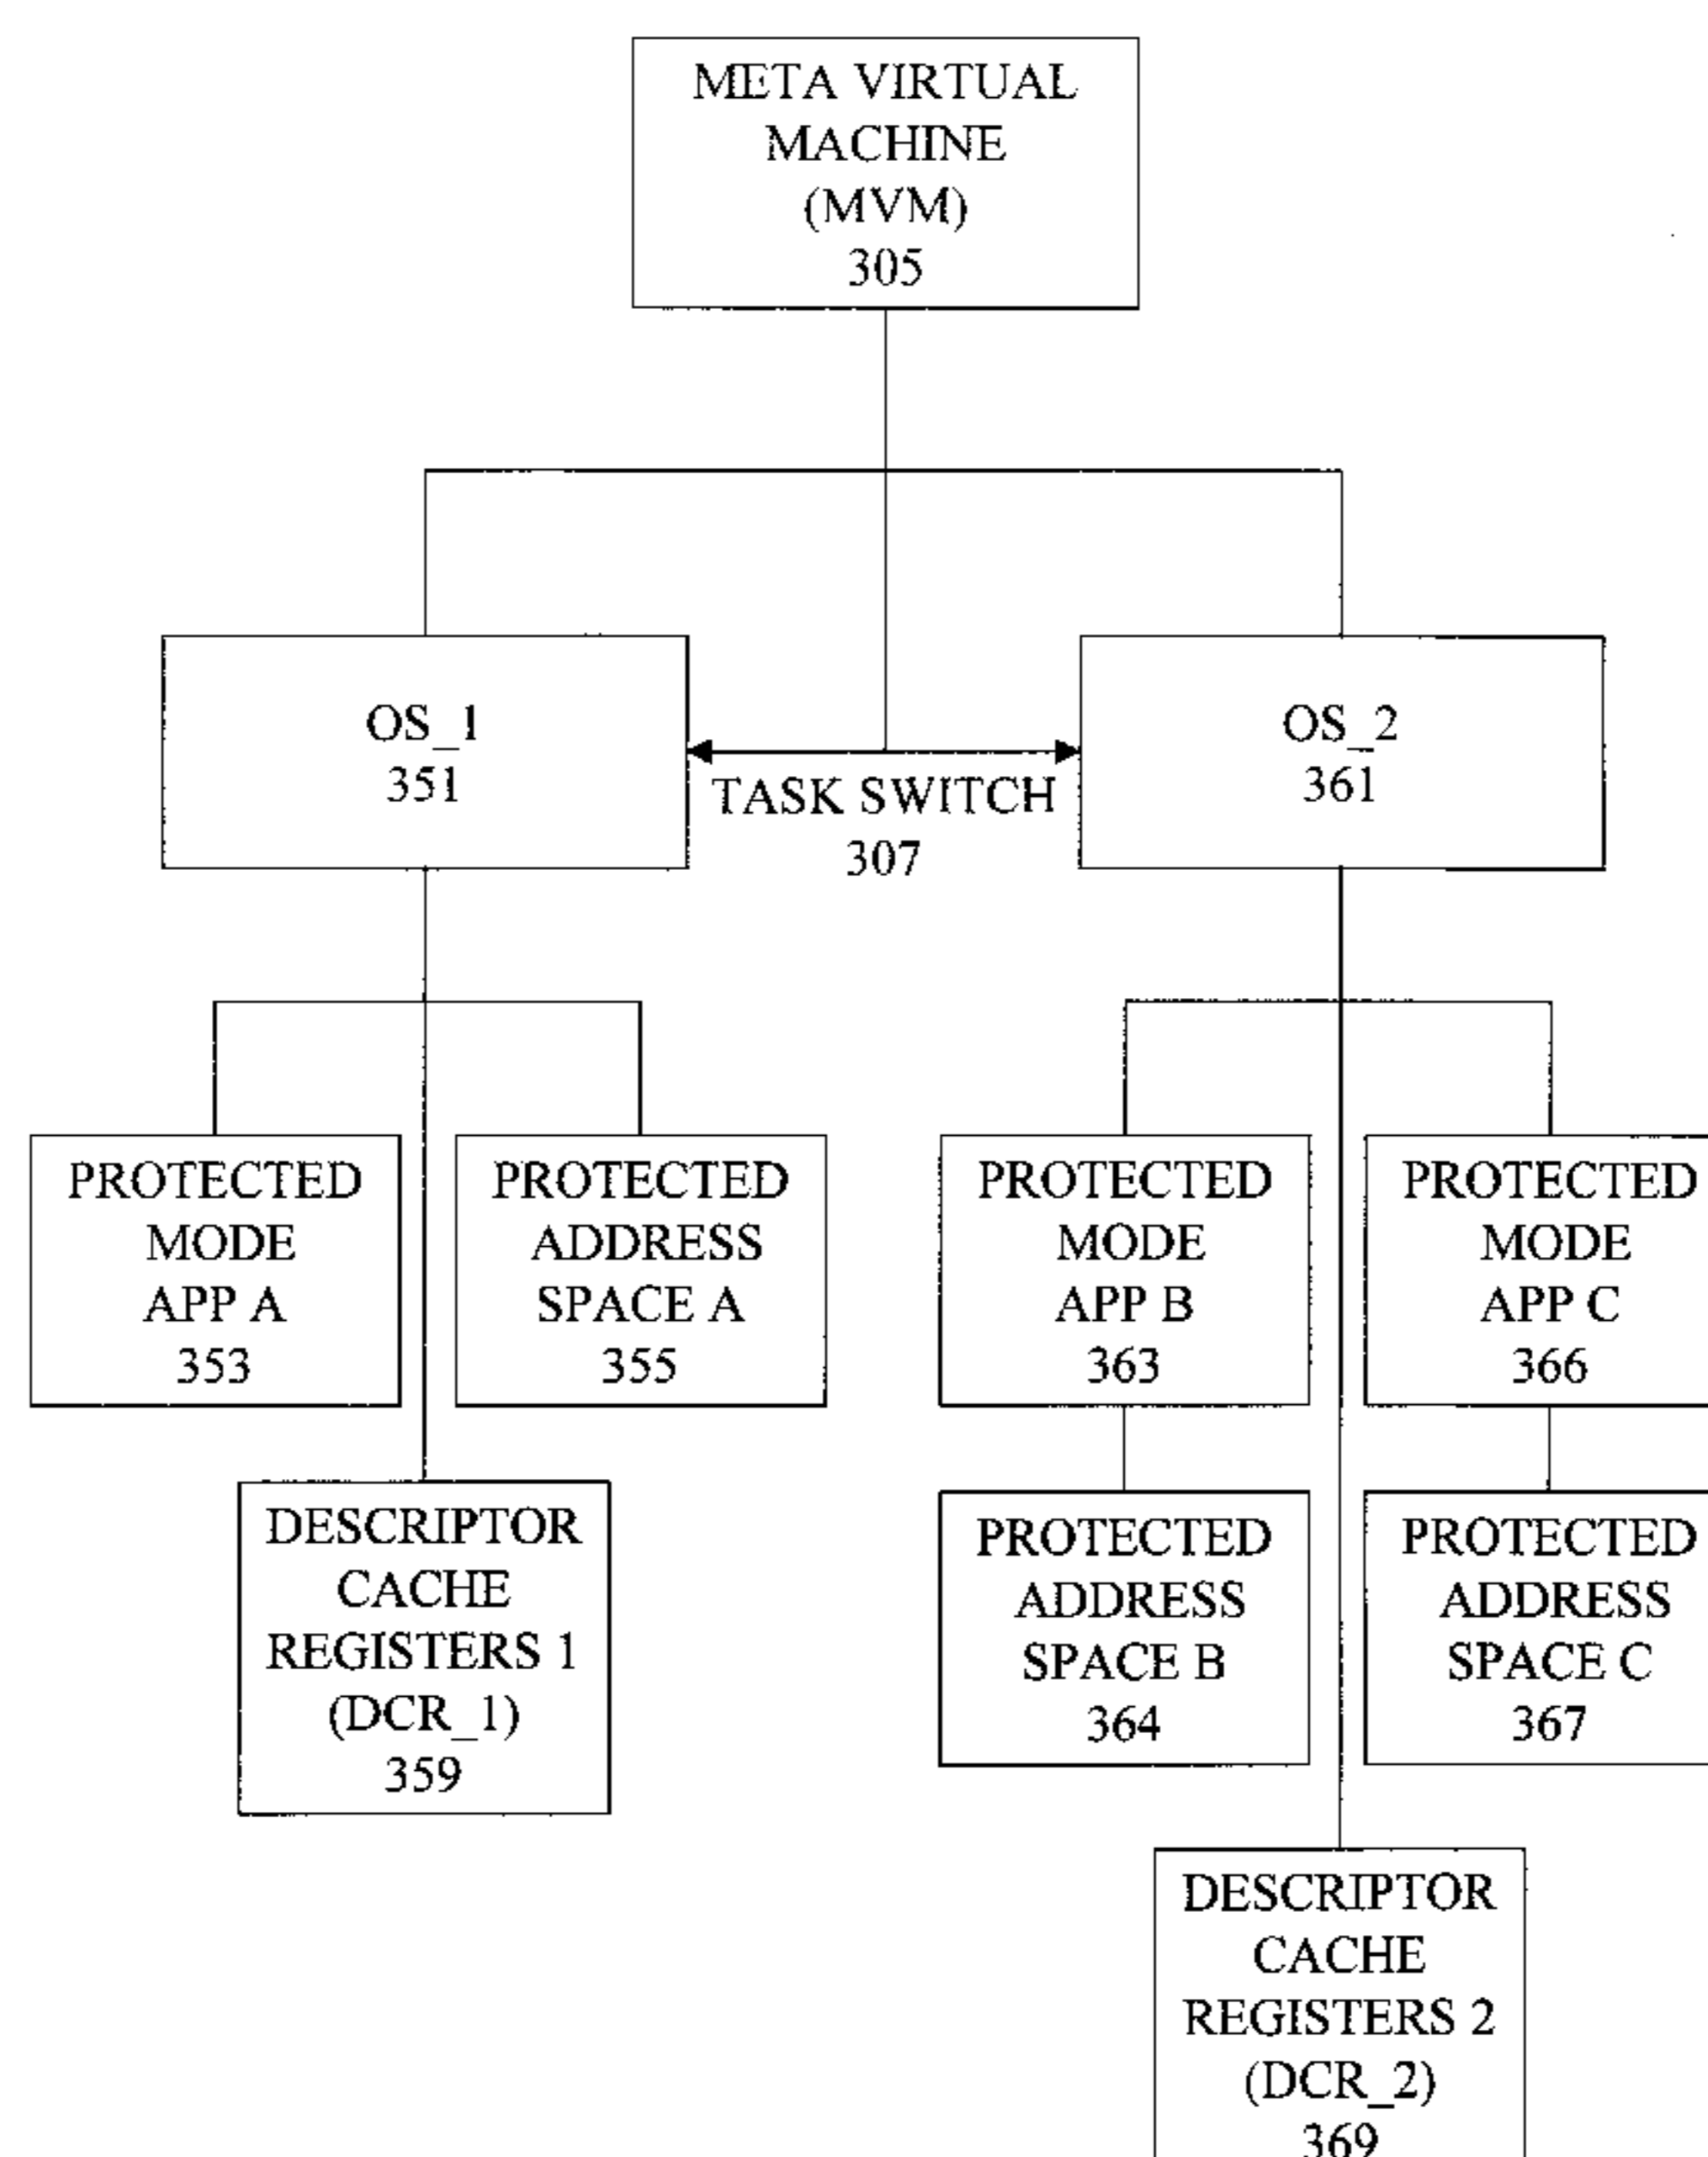 META VIRTUAL
MACHINE
(MVM)
305
OS_1
351
TASK SWITCH
307
OS_2
361
PROTECTED
MODE
APP A
353
PROTECTED
ADDRESS
SPACE A
355
PROTECTED
MODE
APP B
363
PROTECTED
MODE
APP C
366
DESCRIPTOR
CACHE
REGISTERS 1
(DCR_1)
359
PROTECTED
ADDRESS
SPACE B
364
PROTECTED
ADDRESS
SPACE C
367
DESCRIPTOR
CACHE
REGISTERS 2
(DCR_2)
369